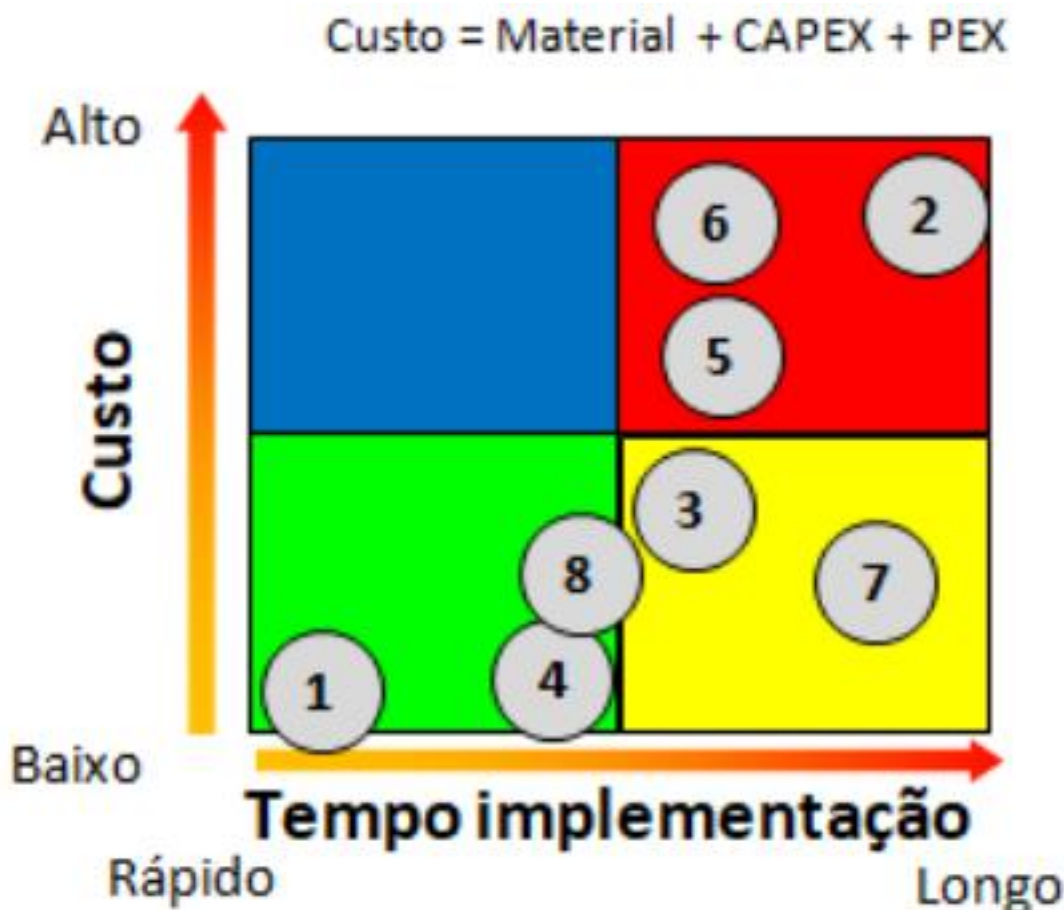 Custo = Material + CAPEX + PEX
Alto
6
2
5
Custo
3
8
7
1
4
Baixo
Tempo implementação
Rápido
Longo